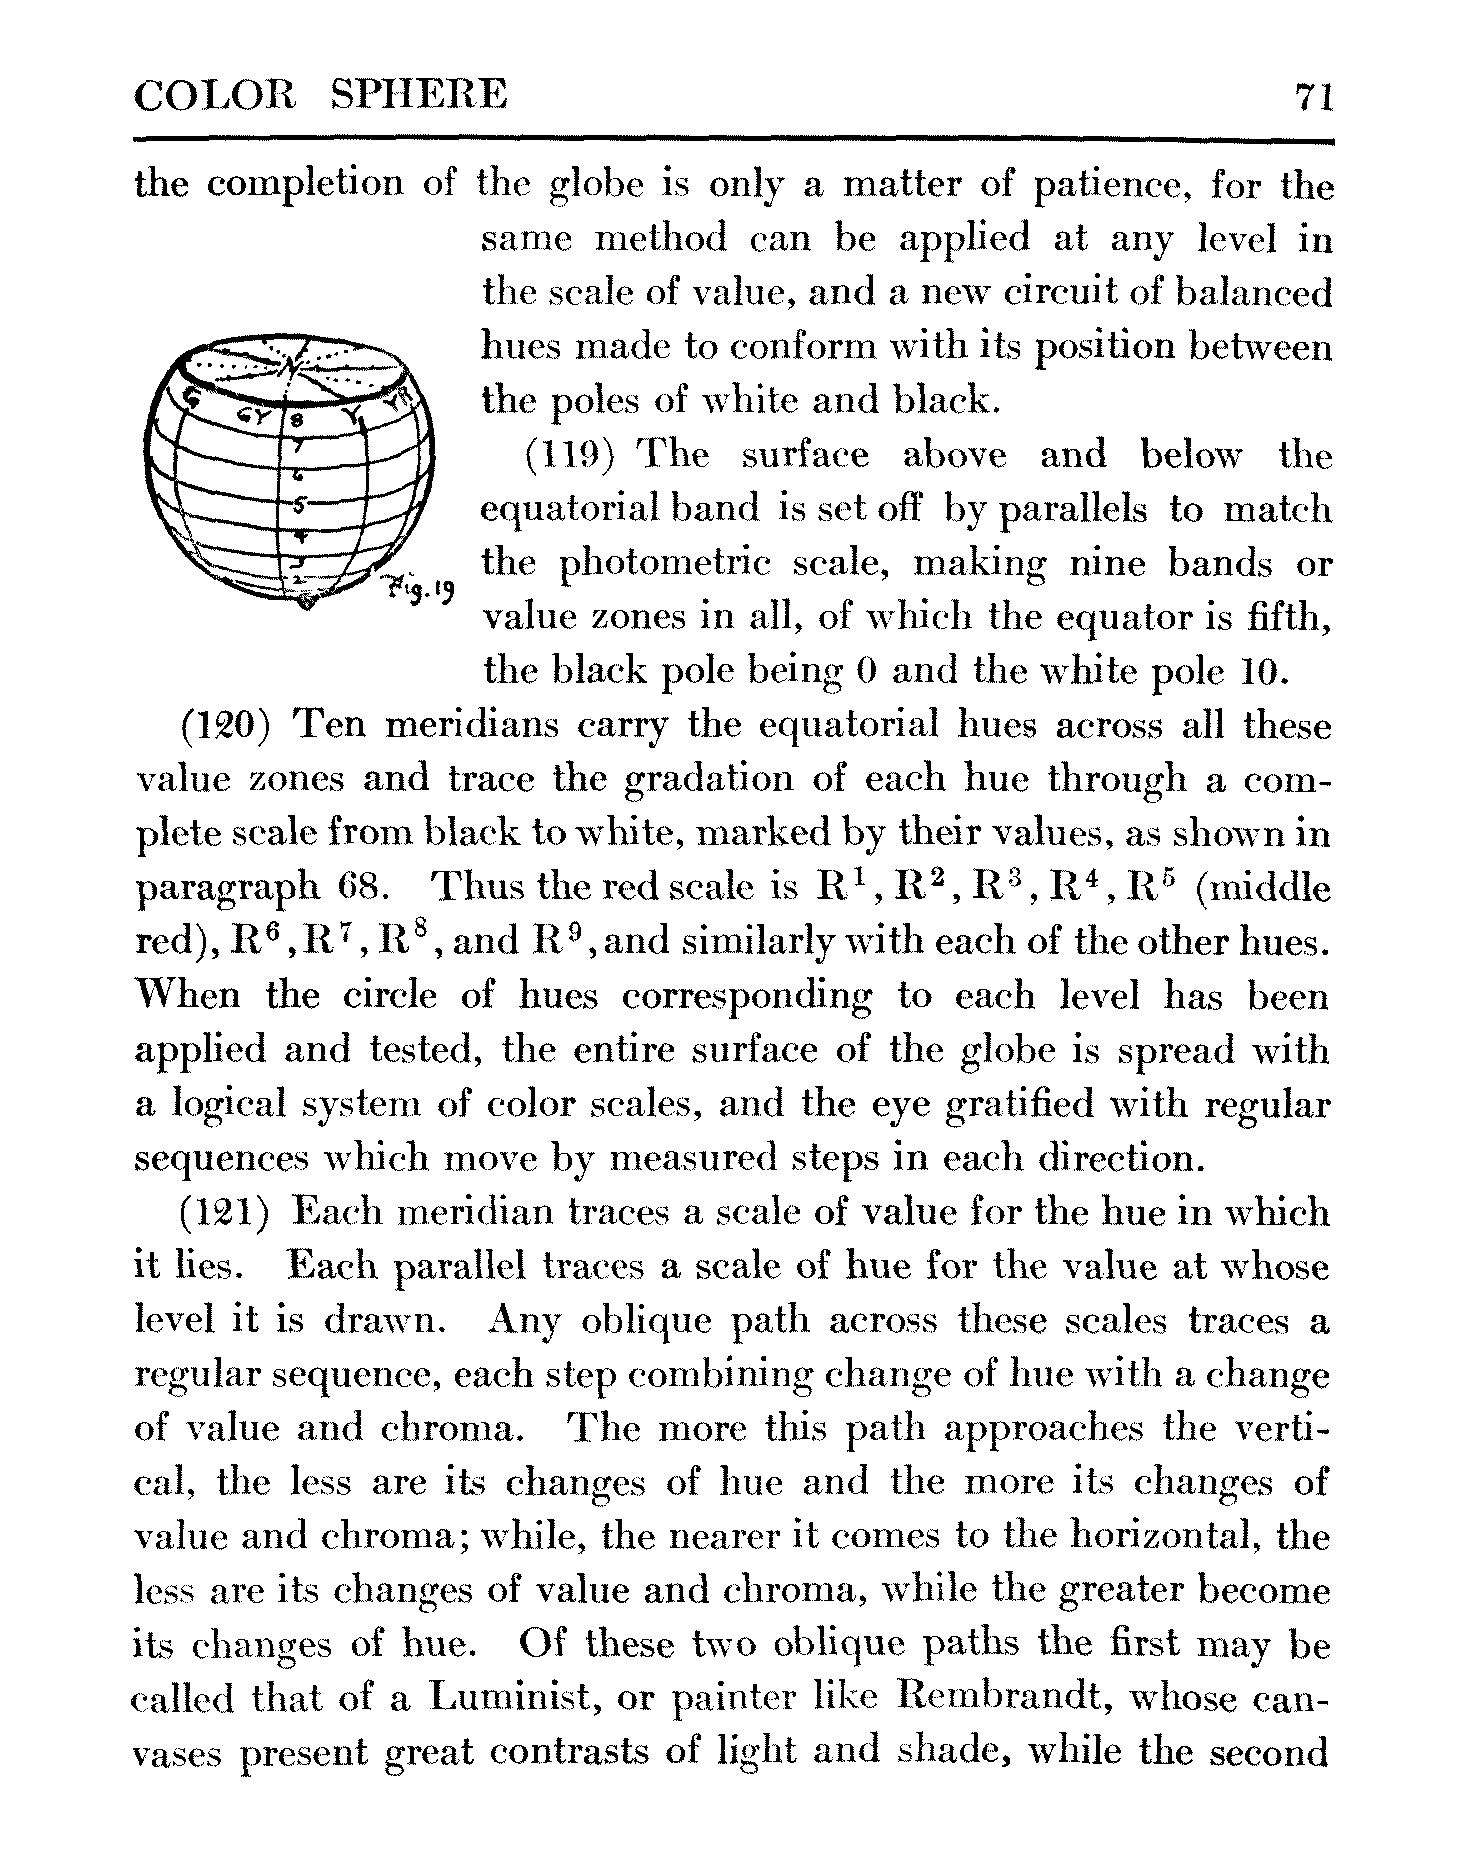 COLOR SPHERE 71
the completion of the globe is only a matter of patience, for the
same method can be applied at any level in
the scale of value, and a new circuit of balanced
hues made to conform with its position between
the poles of white and black.
N
G GY 8 Y YR
7
6
5
4
3
2
Fig. 19
(119) The surface above and below the
equatorial band is set off by parallels to match
the photometric scale, making nine bands or
value zones in all, of which the equator is fifth,
the black pole being 0 and the white pole 10.
(120) Ten meridians carry the equatorial hues across all these
value zones and trace the gradation of each hue through a com-
plete scale from black to white, marked by their values, as shown in
paragraph 68. Thus the red scale is R¹, R², R³, R⁴, R⁵ (middle
red), R⁶, R⁷, R⁸, and R⁹, and similarly with each of the other hues.
When the circle of hues corresponding to each level has been
applied and tested, the entire surface of the globe is spread with
a logical system of color scales, and the eye gratified with regular
sequences which move by measured steps in each direction.
(121) Each meridian traces a scale of value for the hue in which
it lies. Each parallel traces a scale of hue for the value at whose
level it is drawn. Any oblique path across these scales traces a
regular sequence, each step combining change of hue with a change
of value and chroma. The more this path approaches the verti-
cal, the less are its changes of hue and the more its changes of
value and chroma; while, the nearer it comes to the horizontal, the
less are its changes of value and chroma, while the greater become
its changes of hue. Of these two oblique paths the first may be
called that of a Luminist, or painter like Rembrandt, whose can-
vases present great contrasts of light and shade, while the second